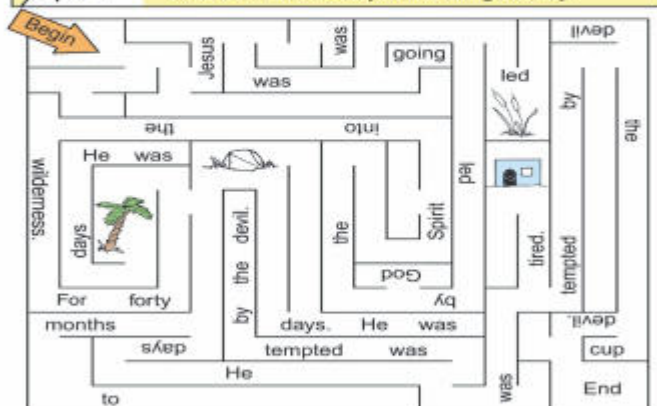 Begin
Jesus
was
going
was
devil
led
by
the
the
into
He was
wilderness.
days
by the devil.
the
Spirit
led
God
by
tired.
tempted
For forty
months
days
days. He was
tempted was
He
to
was
devil.
cup
End